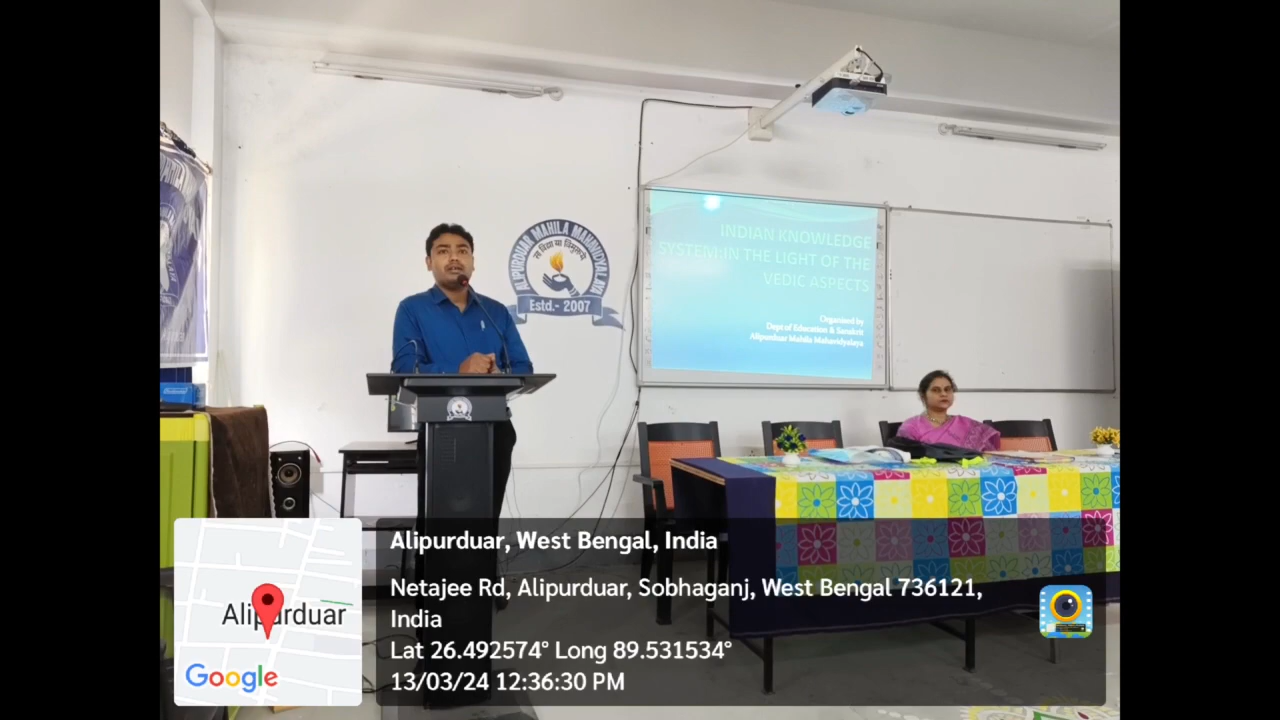 ALIPURDUAR MAHILA MAHAVIDYALAYA
Estd.- 2007
INDIAN KNOWLEDGE
SYSTEM:IN THE LIGHT OF THE
VEDIC ASPECTS
Organised by
Dept of Education & Sanskrit
Alipurduar Mahila Mahavidyalaya
Alipurduar, West Bengal, India
Netajee Rd, Alipurduar, Sobhaganj, West Bengal 736121,
India
Lat 26.492574° Long 89.531534°
13/03/24 12:36:30 PM
Alipurduar
Google